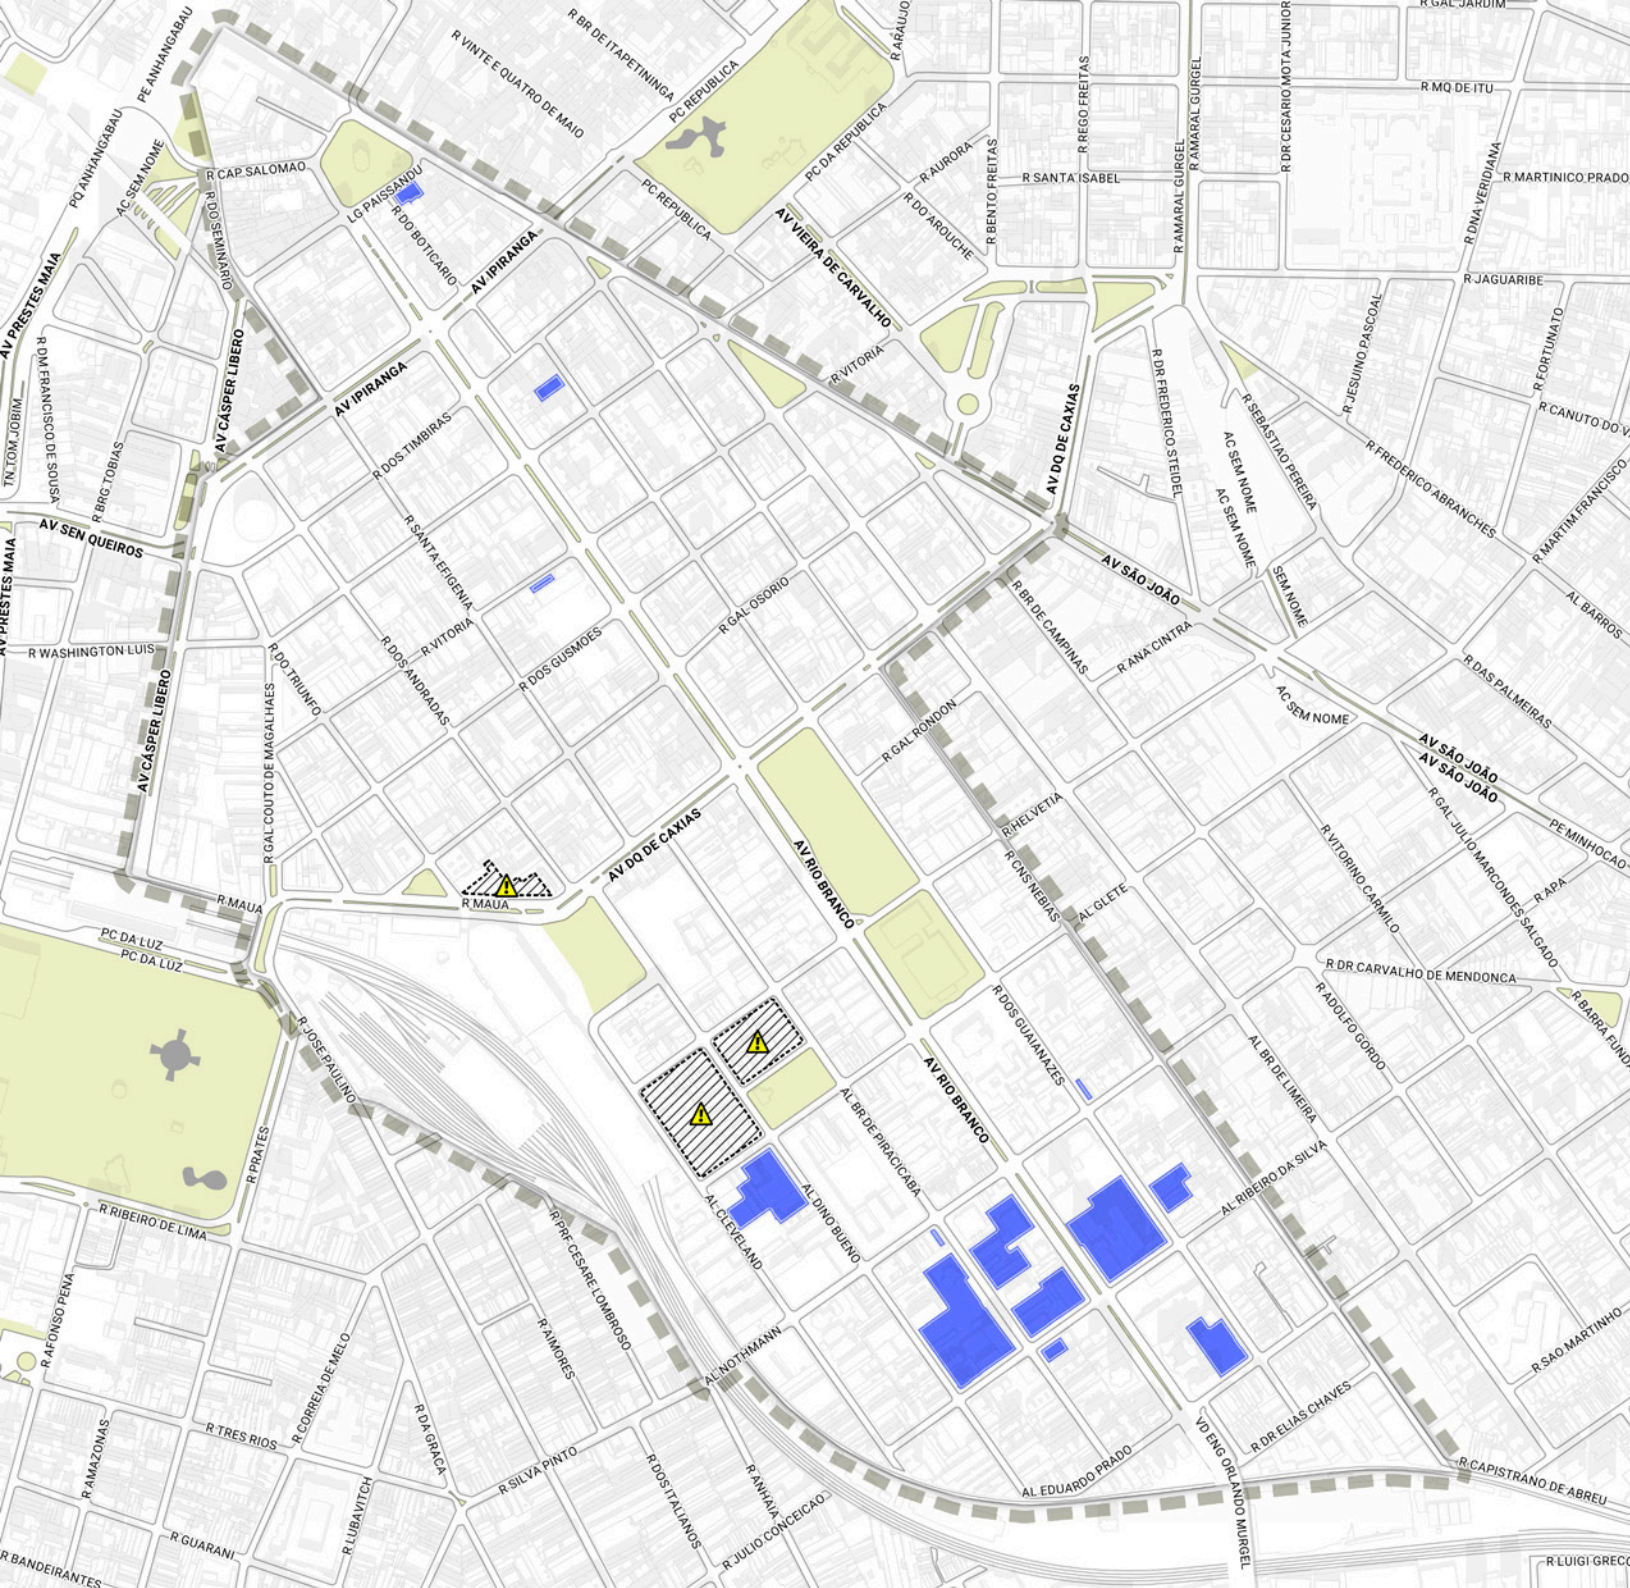 R GAL JARDIM
R BR DE ITAPETININGA
R VINTE E QUATRO DE MAIO
PE ANHANGABAU
PC REPUBLICA
R ARAUJO
R REGO FREITAS
R AMARAL GURGEL
R DR CESARIO MOTA JUNIOR
R MQ DE ITU
PQ ANHANGABAU
AC SEM NOME
R CAP SALOMAO
R DO SEMINARIO
LG PAISSANDU
R DO BOTICARIO
AV IPIRANGA
PC REPUBLICA
PC DA REPUBLICA
R AURORA
R BENTO FREITAS
R SANTA ISABEL
R AMARAL GURGEL
R DNA VERIDIANA
R MARTINICO PRADO
R DO AROUCHE
AV VIEIRA DE CARVALHO
R JAGUARIBE
AV PRESTES MAIA
R DM FRANCISCO DE SOUSA
AV CÁSPER LIBERO
AV IPIRANGA
R VITORIA
R JESUINO PASCOAL
R FORTUNATO
R DR FREDERICO STEIDEL
R SEBASTIAO PEREIRA
R CANUTO DO V
TN TOM JOBIM
R BRG TOBIAS
R DOS TIMBIRAS
AV DQ DE CAXIAS
AC SEM NOME
AC SEM NOME
R FREDERICO ABRANCHES
R MARTIM FRANCISCO
AV SEN QUEIROS
AV PRESTES MAIA
R SANTA EFIGENIA
R GAL OSORIO
AV SÃO JOÃO
SEM NOME
AL BARROS
R WASHINGTON LUIS
R DO TRIUNFO
R DOS ANDRADAS
R VITORIA
R DOS GUSMOES
R BR DE CAMPINAS
R ANA CINTRA
R DAS PALMEIRAS
AC SEM NOME
AV CÁSPER LIBERO
R GAL COUTO DE MAGALHAES
R GAL RONDON
AV SÃO JOÃO
AV SÃO JOÃO
R HELVETIA
AV DQ DE CAXIAS
AV RIO BRANCO
R CNS NEBIAS
AL GLETE
R VITORINO CARMILO
R GAL JULIO MARCONDES SALGADO
PE MINHOCAO
R APA
R MAUA
R MAUA
PC DA LUZ
PC DA LUZ
R DR CARVALHO DE MENDONCA
R ADOLFO GORDO
R BARRA FUNDA
R JOSE PAULINO
R DOS GUAIANAZES
AL BR DE LIMEIRA
AV RIO BRANCO
AL BR DE PIRACICABA
R PRATES
R RIBEIRO DE LIMA
R PRF CESARE LOMBROSO
AL CLEVELAND
AL DINO BUENO
AL RIBEIRO DA SILVA
R AFONSO PENA
R CORREIA DE MELO
R AIMORES
AL NOTHMANN
R SAO MARTINHO
R AMAZONAS
R TRES RIOS
R DA GRACA
R SILVA PINTO
R DOS ITALIANOS
R ANHAIA
R JULIO CONCEICAO
AL EDUARDO PRADO
VD ENG ORLANDO MURGEL
R DR ELIAS CHAVES
R CAPISTRANO DE ABREU
R LUBAVITCH
R GUARANI
R BANDEIRANTES
R LUIGI GRECO